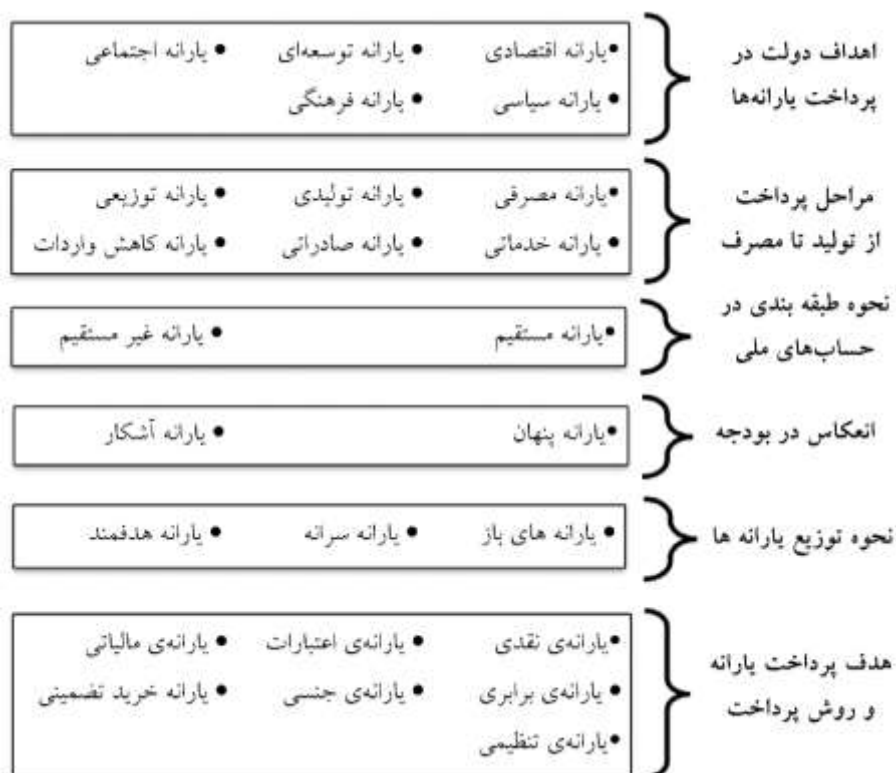 اهداف دولت در
پرداخت یارانه‌ها
•یارانه اقتصادی • یارانه توسعه‌ای • یارانه اجتماعی
• یارانه سیاسی • یارانه فرهنگی
مراحل پرداخت
از تولید تا مصرف
•یارانه مصرفی • یارانه تولیدی • یارانه توزیعی
• یارانه خدماتی • یارانه صادراتی • یارانه کاهش واردات
نحوه طبقه بندی در
حساب‌های ملی
•یارانه مستقیم • یارانه غیر مستقیم
انعکاس در بودجه
•یارانه پنهان • یارانه آشکار
نحوه توزیع یارانه ها
• یارانه های باز • یارانه سرانه • یارانه هدفمند
هدف پرداخت یارانه
و روش پرداخت
•یارانه‌ی نقدی • یارانه‌ی اعتبارات • یارانه‌ی مالیاتی
• یارانه‌ی برابری • یارانه‌ی جنسی • یارانه خرید تضمینی
•یارانه‌ی تنظیمی